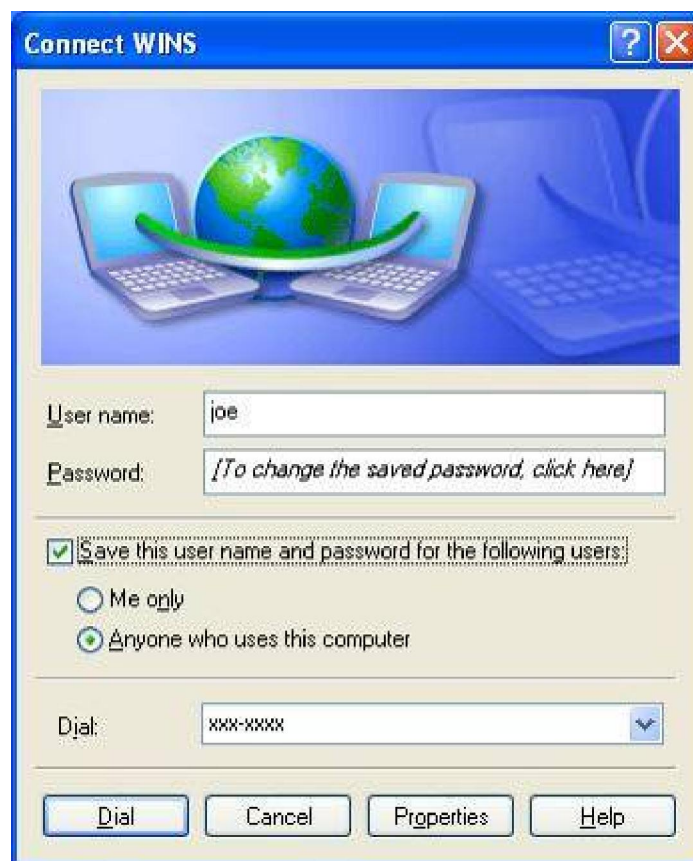 Connect WINS
User name: joe
Password: [To change the saved password, click here]
Save this user name and password for the following users:
Me only
Anyone who uses this computer
Dial: xxx-xxxx
Dial Cancel Properties Help